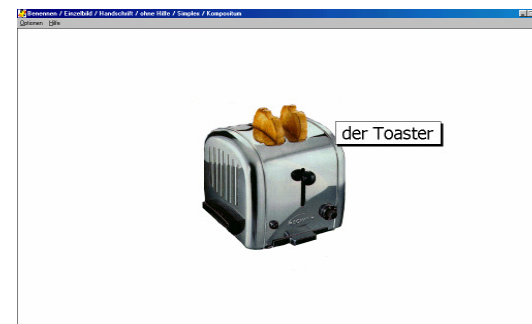 Benennen / Einzelbild / Handschrift / ohne Hilfe / Simplex / Kompositum
Optionen Hilfe
der Toaster